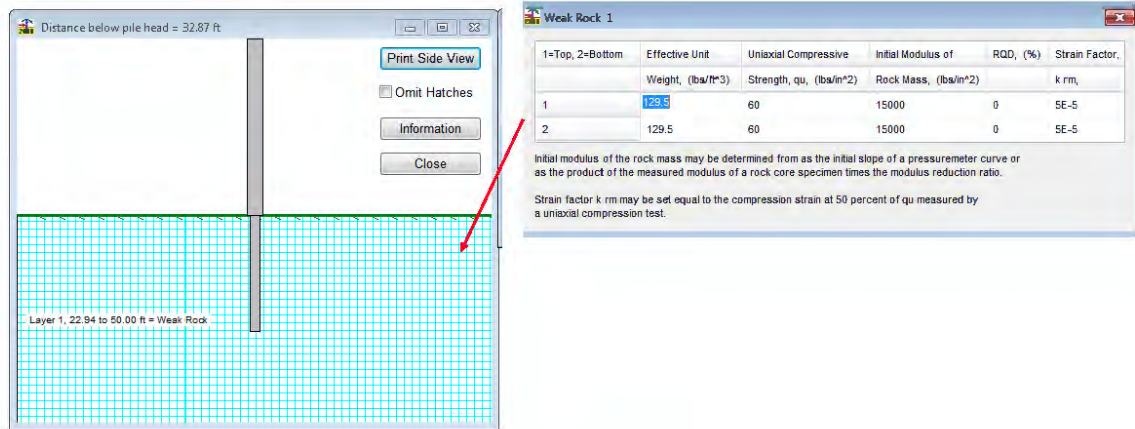 Distance below pile head = 32.87 ft
Print Side View
Omit Hatches
Information
Close
Layer 1, 22.94 to 50.00 ft = Weak Rock
Weak Rock 1
1=Top, 2=Bottom Effective Unit Uniaxial Compressive Initial Modulus of RQD, (%) Strain Factor,
Weight, (lbs/ft^3) Strength, qu, (lbs/in^2) Rock Mass, (lbs/in^2) k rm,
1 129.5 60 15000 0 5E-5
2 129.5 60 15000 0 5E-5
Initial modulus of the rock mass may be determined from as the initial slope of a pressuremeter curve or
as the product of the measured modulus of a rock core specimen times the modulus reduction ratio.
Strain factor k rm may be set equal to the compression strain at 50 percent of qu measured by
a uniaxial compression test.